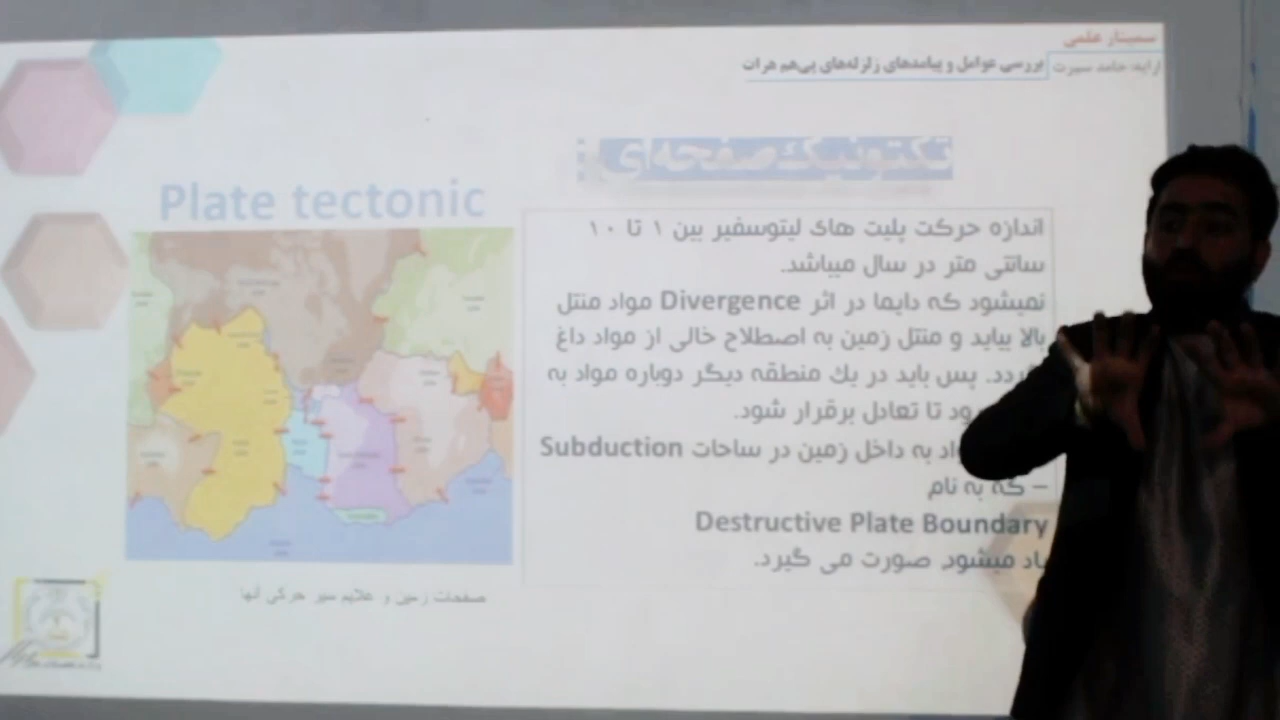 سمینار علمی
ارایه: حامد سیرت
بررسی عوامل و پیامدهای زلزله‌های پی‌هم هرات
تکتونیک صفحه‌ای
Plate tectonic
اندازه حرکت پلیت های لیتوسفیر بین ۱ تا ۱۰
سانتی متر در سال میباشد.
نمیشود که دایما در اثر Divergence مواد منتل
بالا بیاید و منتل زمین به اصطلاح خالی از مواد داغ
گردد. پس باید در یك منطقه دیگر دوباره مواد به
تا تعادل برقرار شود.
به داخل زمین در ساحات Subduction
– که به نام
Destructive Plate Boundary
یاد میشود، صورت می گیرد.
صفحات زمین و علایم سیر حرکی آنها